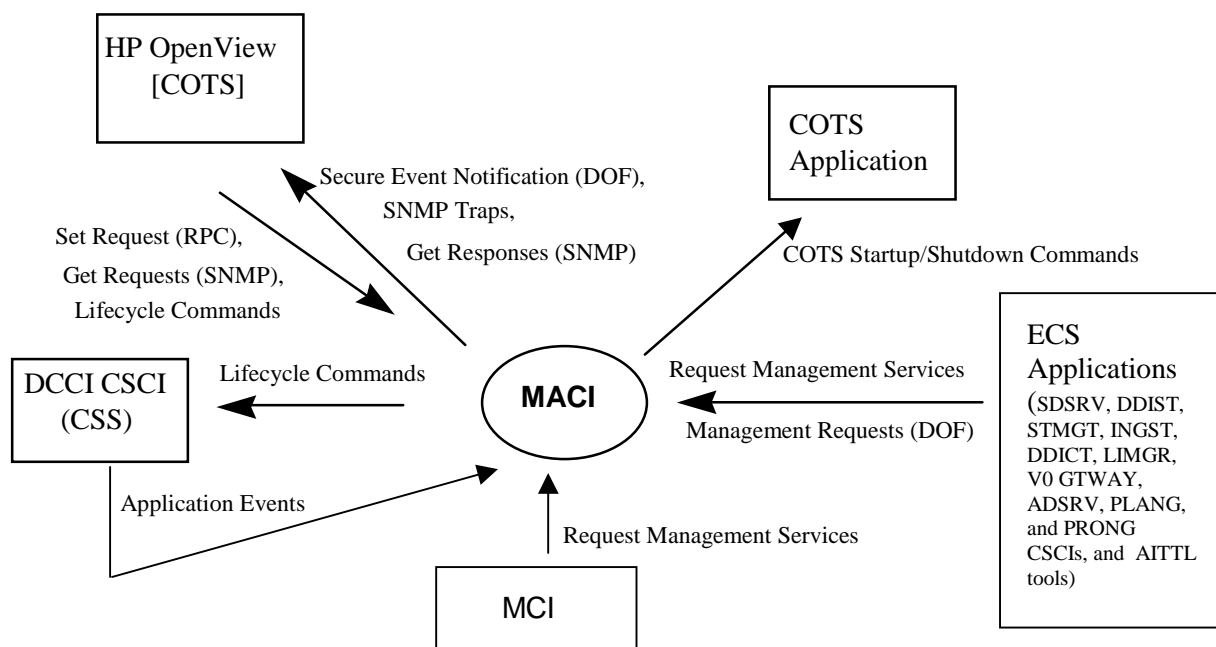 HP OpenView
[COTS]
COTS
Application
Secure Event Notification (DOF),
SNMP Traps,
Get Responses (SNMP)
Set Request (RPC),
Get Requests (SNMP),
Lifecycle Commands
COTS Startup/Shutdown Commands
DCCI CSCI
(CSS)
Lifecycle Commands
MACI
Request Management Services
Management Requests (DOF)
ECS
Applications
(SDSRV, DDIST,
STMGT, INGST,
DDICT, LIMGR,
V0 GTWAY,
ADSRV, PLANG,
and PRONG
CSCIs, and AITTL
tools)
Application Events
Request Management Services
MCI